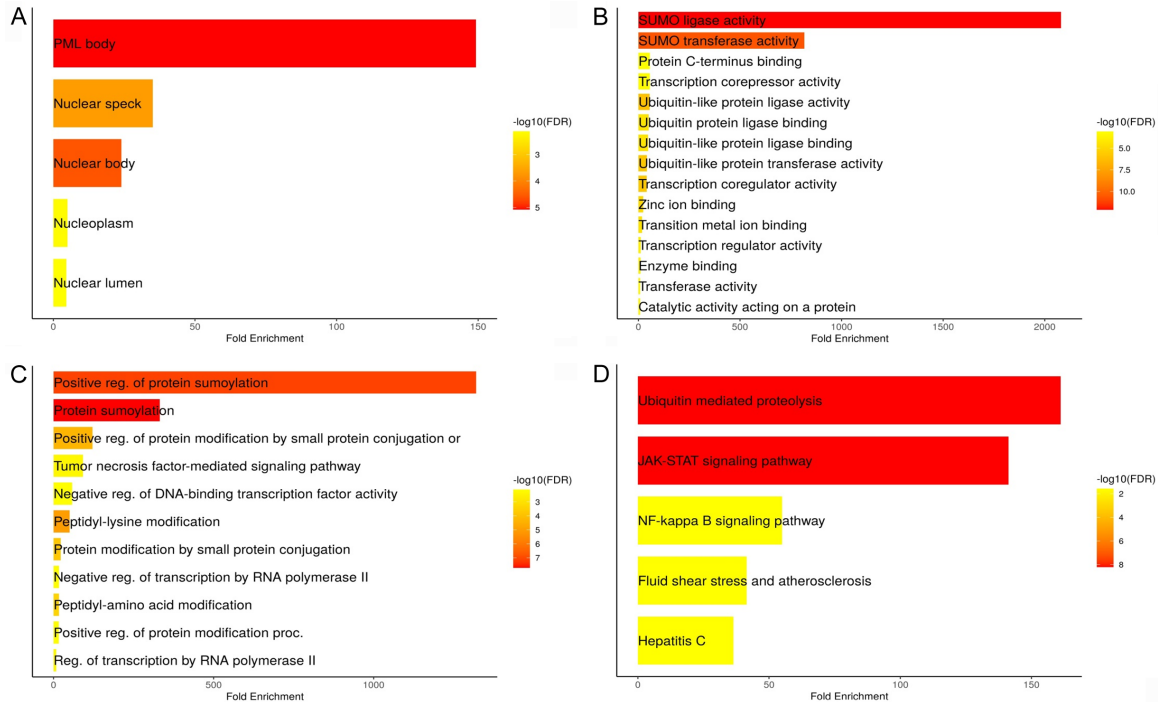 A
PML body
Nuclear speck
Nuclear body
Nucleoplasm
Nuclear lumen
0 50 100 150
Fold Enrichment
-log10(FDR)
3
4
5
B
SUMO ligase activity
SUMO transferase activity
Protein C-terminus binding
Transcription corepressor activity
Ubiquitin-like protein ligase activity
Ubiquitin protein ligase binding
Ubiquitin-like protein ligase binding
Ubiquitin-like protein transferase activity
Transcription coregulator activity
Zinc ion binding
Transition metal ion binding
Transcription regulator activity
Enzyme binding
Transferase activity
Catalytic activity acting on a protein
0 500 1000 1500 2000
Fold Enrichment
-log10(FDR)
5.0
7.5
10.0
C
Positive reg. of protein sumoylation
Protein sumoylation
Positive reg. of protein modification by small protein conjugation or
Tumor necrosis factor-mediated signaling pathway
Negative reg. of DNA-binding transcription factor activity
Peptidyl-lysine modification
Protein modification by small protein conjugation
Negative reg. of transcription by RNA polymerase II
Peptidyl-amino acid modification
Positive reg. of protein modification proc.
Reg. of transcription by RNA polymerase II
0 500 1000
Fold Enrichment
-log10(FDR)
3
4
5
6
7
D
Ubiquitin mediated proteolysis
JAK-STAT signaling pathway
NF-kappa B signaling pathway
Fluid shear stress and atherosclerosis
Hepatitis C
0 50 100 150
Fold Enrichment
-log10(FDR)
2
4
6
8